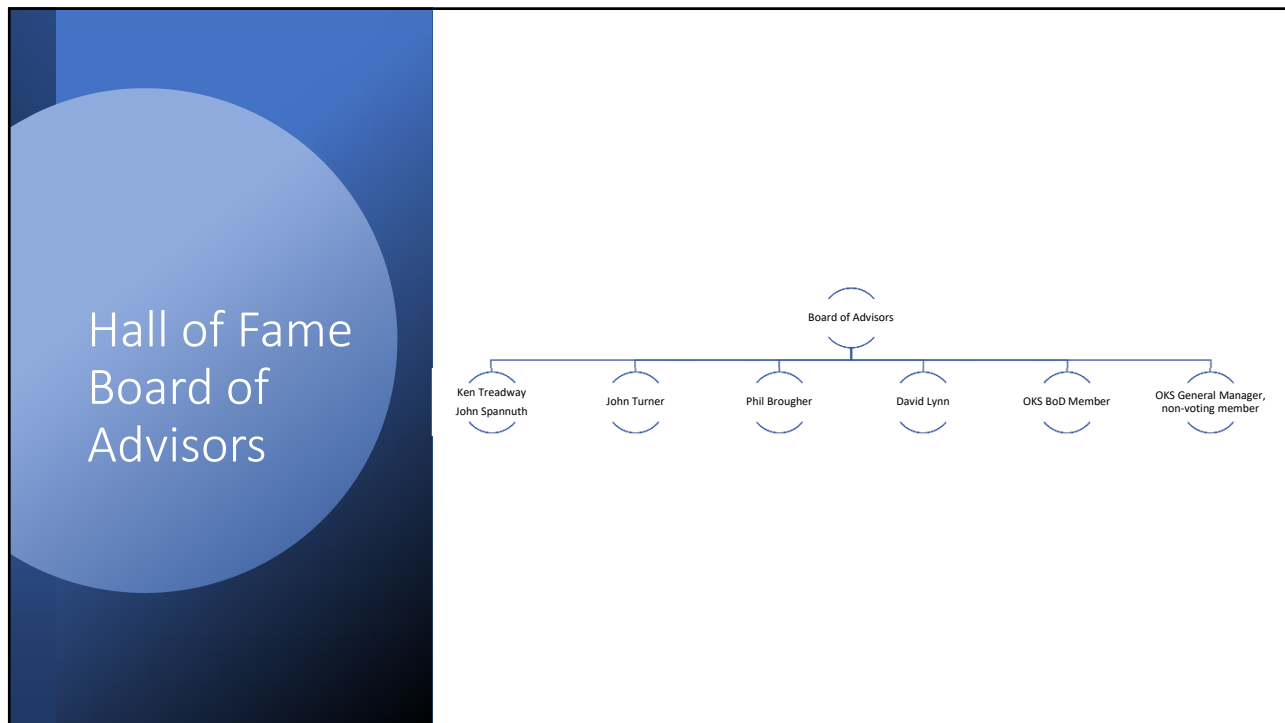 Hall of Fame
Board of
Advisors
Board of Advisors
Ken Treadway
John Spannuth
John Turner
Phil Brougher
David Lynn
OKS BoD Member
OKS General Manager,
non-voting member